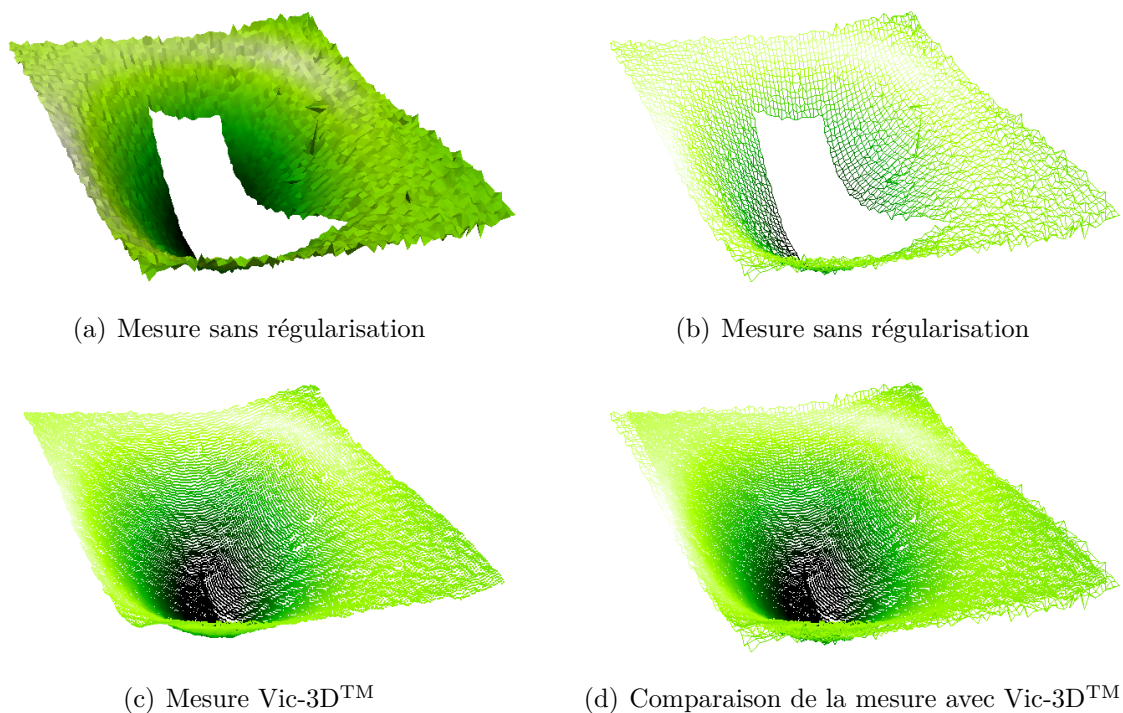 (a) Mesure sans régularisation
(b) Mesure sans régularisation
(c) Mesure Vic-3D™
(d) Comparaison de la mesure avec Vic-3D™